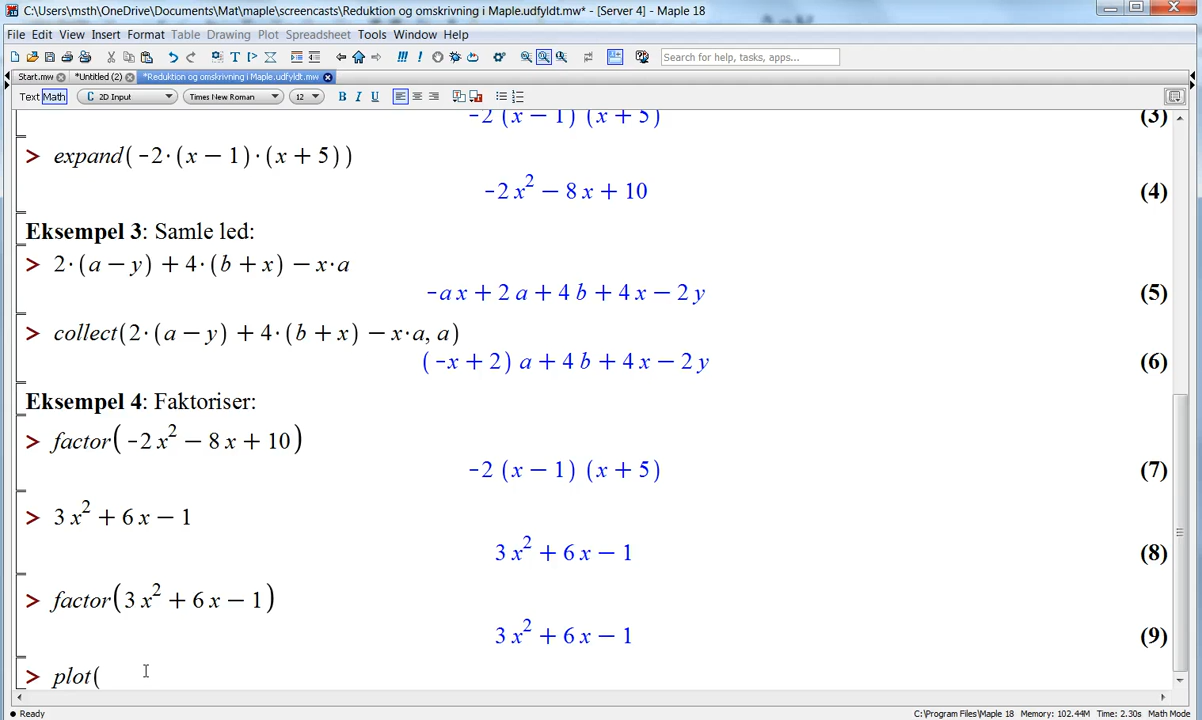 C:\Users\msth\OneDrive\Documents\Mat\maple\screencasts\Reduktion og omskrivning i Maple.udfyldt.mw* - [Server 4] - Maple 18
File Edit View Insert Format Table Drawing Plot Spreadsheet Tools Window Help
Search for help, tasks, apps...
Start.mw *Untitled (2) *Reduktion og omskrivning i Maple.udfyldt.mw
Text Math C 2D Input Times New Roman 12 B I U
-2 (x − 1) (x + 5) (3)
> expand(-2·(x − 1)·(x + 5))
-2 x² − 8 x + 10 (4)
Eksempel 3: Samle led:
> 2·(a − y) + 4·(b + x) − x·a
-a x + 2 a + 4 b + 4 x − 2 y (5)
> collect(2·(a − y) + 4·(b + x) − x·a, a)
(-x + 2) a + 4 b + 4 x − 2 y (6)
Eksempel 4: Faktoriser:
> factor(-2 x² − 8 x + 10)
-2 (x − 1) (x + 5) (7)
> 3 x² + 6 x − 1
3 x² + 6 x − 1 (8)
> factor(3 x² + 6 x − 1)
3 x² + 6 x − 1 (9)
> plot(
Ready C:\Program Files\Maple 18 Memory: 102.44M Time: 2.30s Math Mode